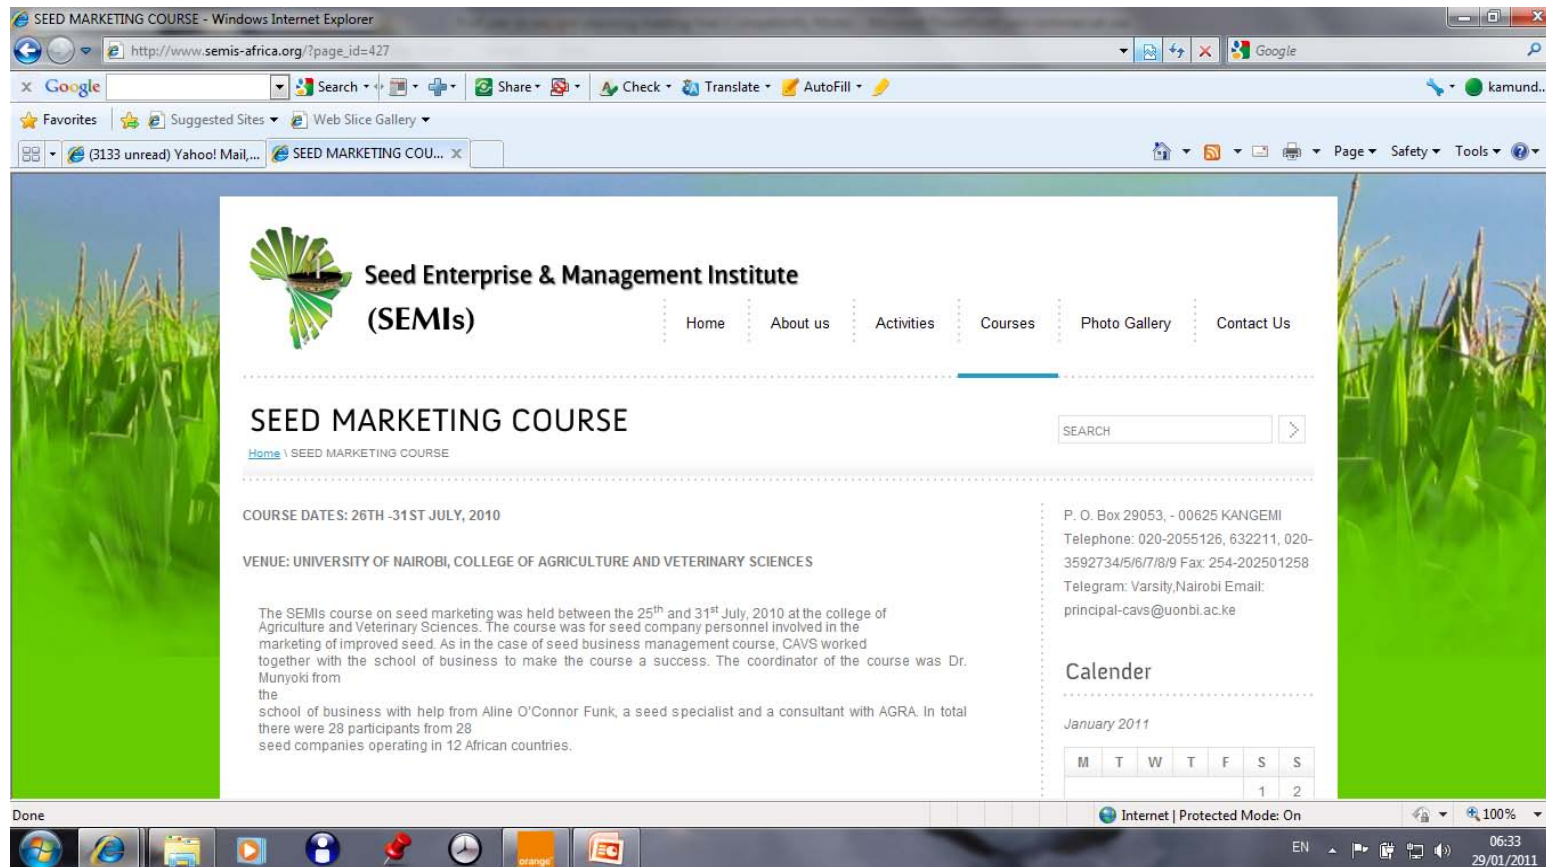 SEED MARKETING COURSE - Windows Internet Explorer
http://www.semis-africa.org/?page_id=427
Google
x Google
Search
Share
Check
Translate
AutoFill
kamund..
Favorites
Suggested Sites
Web Slice Gallery
(3133 unread) Yahoo! Mail,...
SEED MARKETING COU... x
Page
Safety
Tools
Seed Enterprise & Management Institute
(SEMIs)
Home
About us
Activities
Courses
Photo Gallery
Contact Us
SEED MARKETING COURSE
Home \ SEED MARKETING COURSE
SEARCH
COURSE DATES: 26TH -31ST JULY, 2010
VENUE: UNIVERSITY OF NAIROBI, COLLEGE OF AGRICULTURE AND VETERINARY SCIENCES
The SEMIs course on seed marketing was held between the 25th and 31st July, 2010 at the college of
Agriculture and Veterinary Sciences. The course was for seed company personnel involved in the
marketing of improved seed. As in the case of seed business management course, CAVS worked
together with the school of business to make the course a success. The coordinator of the course was Dr.
Munyoki from
the
school of business with help from Aline O'Connor Funk, a seed specialist and a consultant with AGRA. In total
there were 28 participants from 28
seed companies operating in 12 African countries.
P. O. Box 29053, - 00625 KANGEMI
Telephone: 020-2055126, 632211, 020-
3592734/5/6/7/8/9 Fax: 254-202501258
Telegram: Varsity,Nairobi Email:
principal-cavs@uonbi.ac.ke
Calender
January 2011
M T W T F S S
1 2
Done
Internet | Protected Mode: On
100%
orange
EN
06:33
29/01/2011